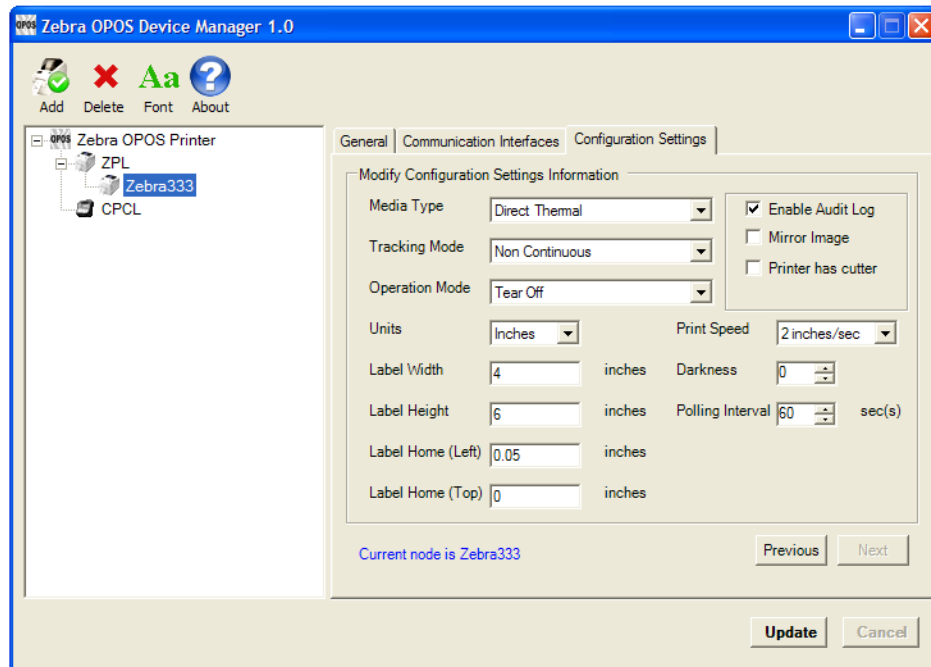 OPOS Zebra OPOS Device Manager 1.0
Aa
Add Delete Font About
OPOS Zebra OPOS Printer
ZPL
Zebra333
CPCL
General Communication Interfaces Configuration Settings
Modify Configuration Settings Information
Media Type Direct Thermal
Enable Audit Log
Tracking Mode Non Continuous
Mirror Image
Printer has cutter
Operation Mode Tear Off
Units Inches Print Speed 2 inches/sec
Label Width 4 inches Darkness 0
Label Height 6 inches Polling Interval 60 sec(s)
Label Home (Left) 0.05 inches
Label Home (Top) 0 inches
Current node is Zebra333
Previous Next
Update Cancel